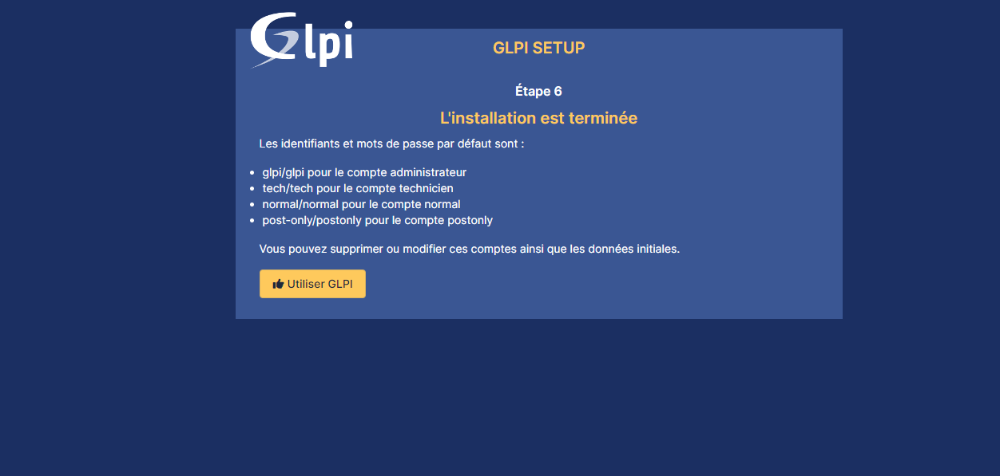 Glpi
GLPI SETUP
Étape 6
L'installation est terminée
Les identifiants et mots de passe par défaut sont :
glpi/glpi pour le compte administrateur
tech/tech pour le compte technicien
normal/normal pour le compte normal
post-only/postonly pour le compte postonly
Vous pouvez supprimer ou modifier ces comptes ainsi que les données initiales.
Utiliser GLPI